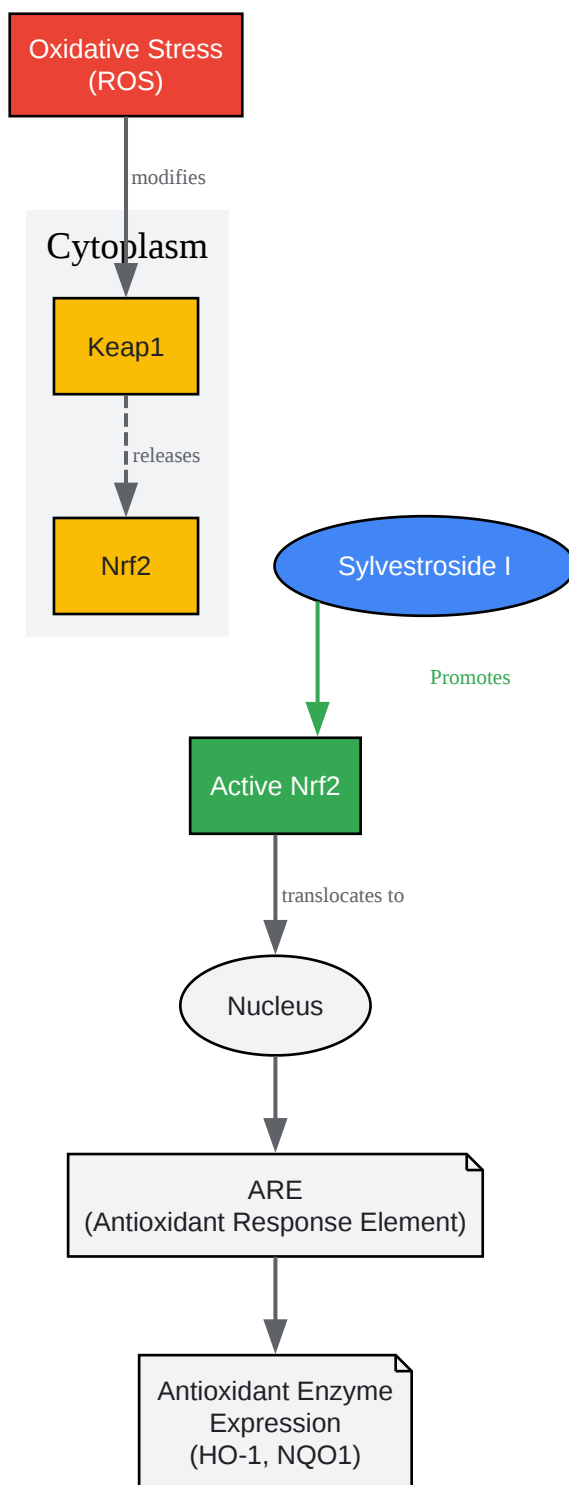 Oxidative Stress
(ROS)
modifies
Cytoplasm
Keap1
releases
Nrf2
Sylvestroside I
Promotes
Active Nrf2
translocates to
Nucleus
ARE
(Antioxidant Response Element)
Antioxidant Enzyme
Expression
(HO-1, NQO1)